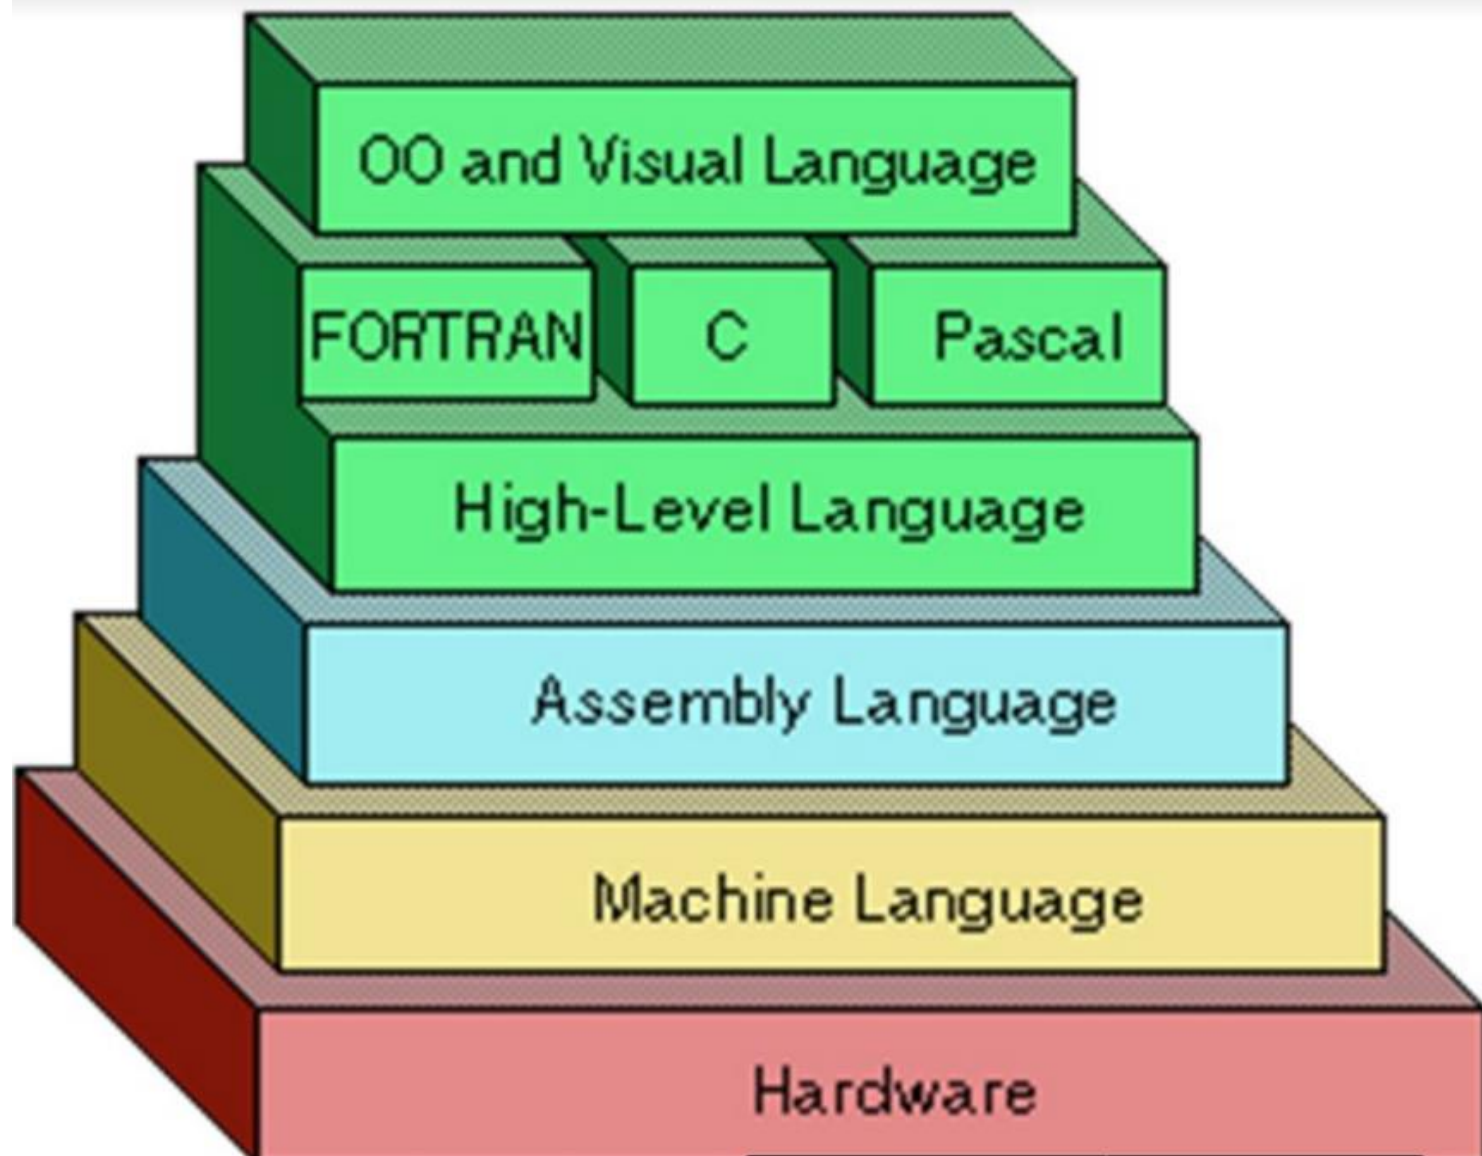 OO and Visual Language
FORTRAN C Pascal
High-Level Language
Assembly Language
Machine Language
Hardware